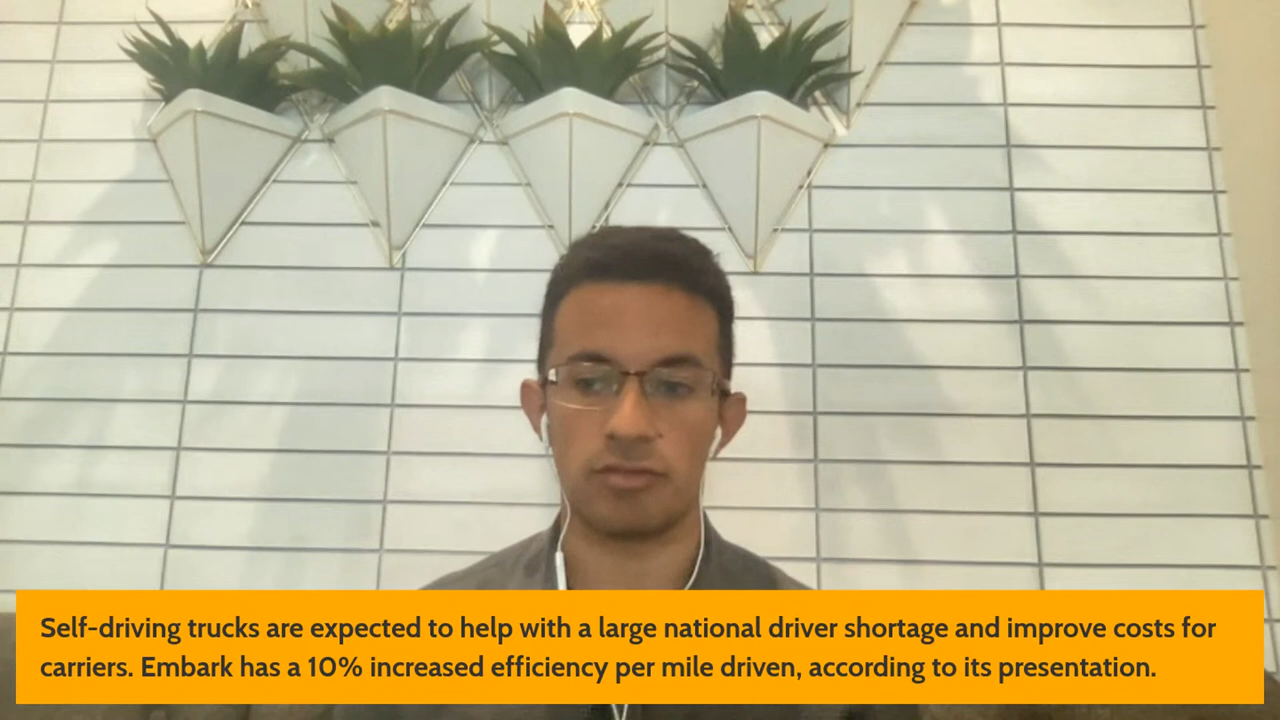 Self-driving trucks are expected to help with a large national driver shortage and improve costs for
carriers. Embark has a 10% increased efficiency per mile driven, according to its presentation.